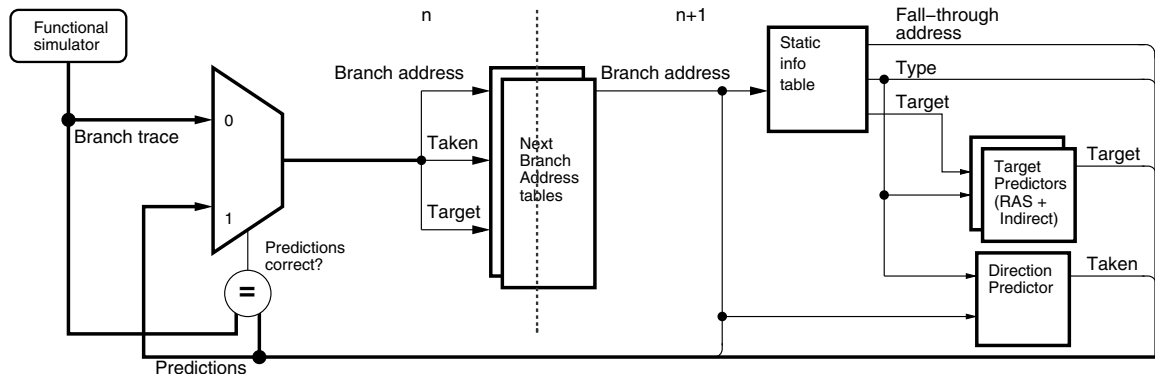 n
n+1
Functional
simulator
Fall–through
address
Static
info
table
Type
Target
Branch address
Branch address
0
Branch trace
Taken
Next
Branch
Address
tables
Target
1
Target
Predictors
(RAS +
Indirect)
Target
Predictions
correct?
=
Direction
Predictor
Taken
Predictions